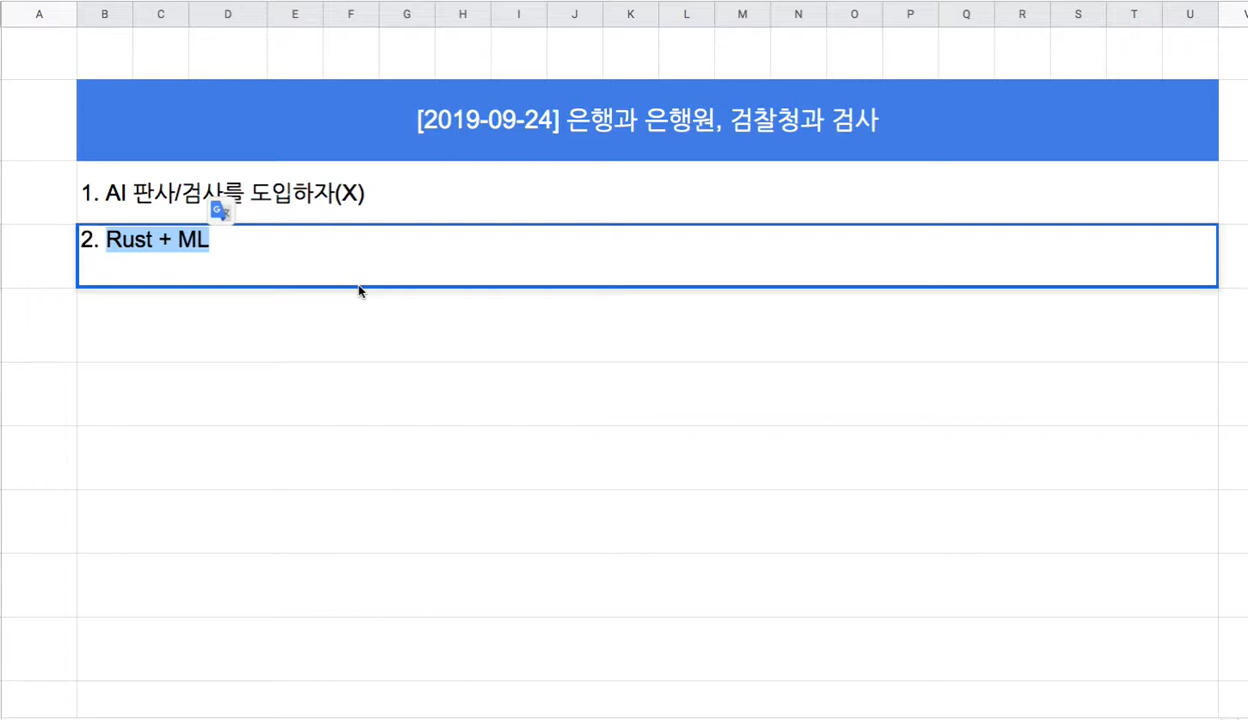 A B C D E F G H I J K L M N O P Q R S T U
[2019-09-24] 은행과 은행원, 검찰청과 검사
1. AI 판사/검사를 도입하자(X)
2. Rust + ML